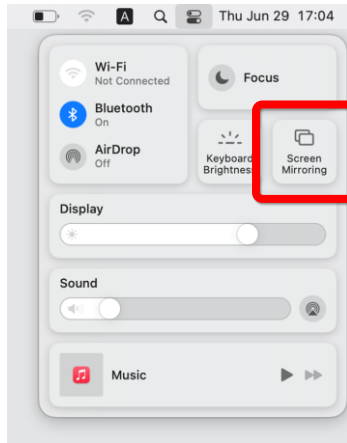 A Thu Jun 29 17:04
Wi-Fi
Not Connected
Bluetooth
On
AirDrop
Off
Focus
Keyboard
Brightness
Screen
Mirroring
Display
Sound
Music